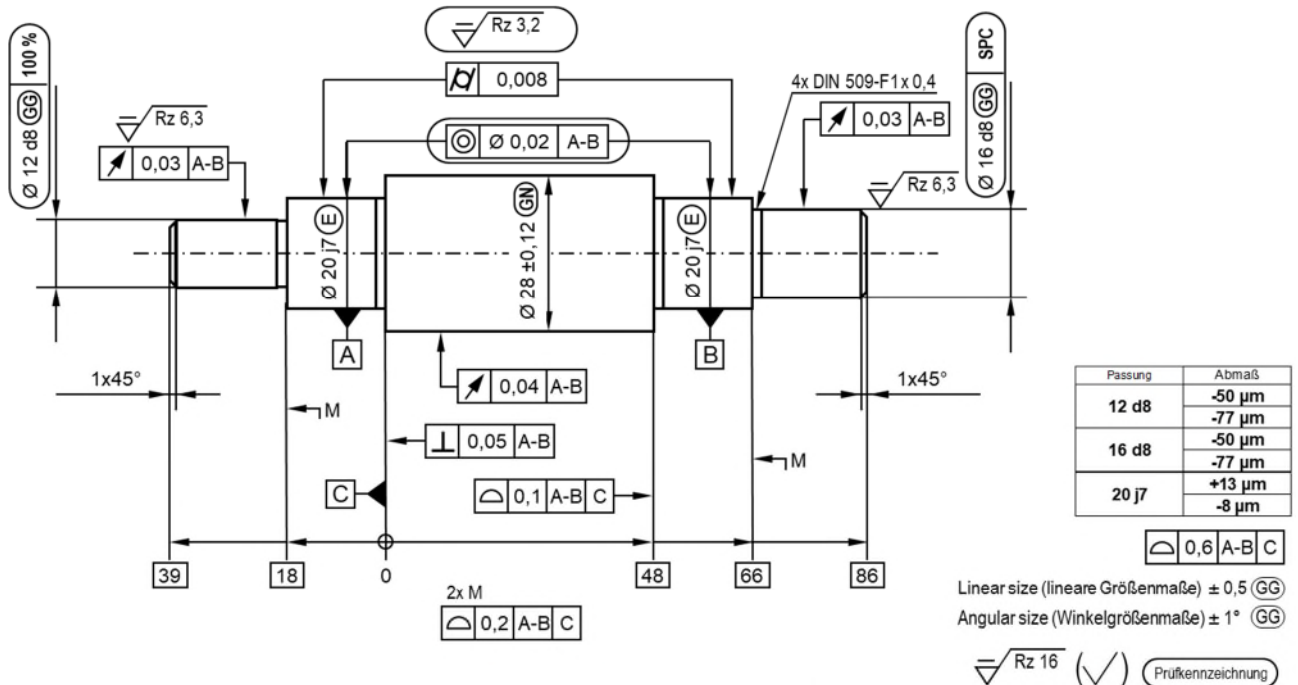 Ø 12 d8 (GG) 100 %
Rz 3,2
0,008
4x DIN 509-F1 x 0,4
Ø 16 d8 (GG) SPC
Rz 6,3
0,03 A-B
Ø 0,02 A-B
0,03 A-B
Rz 6,3
Ø 20 j7 (E)
Ø 28 ±0,12 (GN)
Ø 20 j7 (E)
A
B
1x45°
0,04 A-B
1x45°
M
0,05 A-B
M
C
0,1 A-B C
39 18 0 48 66 86
2x M
0,2 A-B C
Passung Abmaß
12 d8 -50 µm
-77 µm
16 d8 -50 µm
-77 µm
20 j7 +13 µm
-8 µm
0,6 A-B C
Linear size (lineare Größenmaße) ± 0,5 (GG)
Angular size (Winkelgrößenmaße) ± 1° (GG)
Rz 16 Prüfkennzeichnung